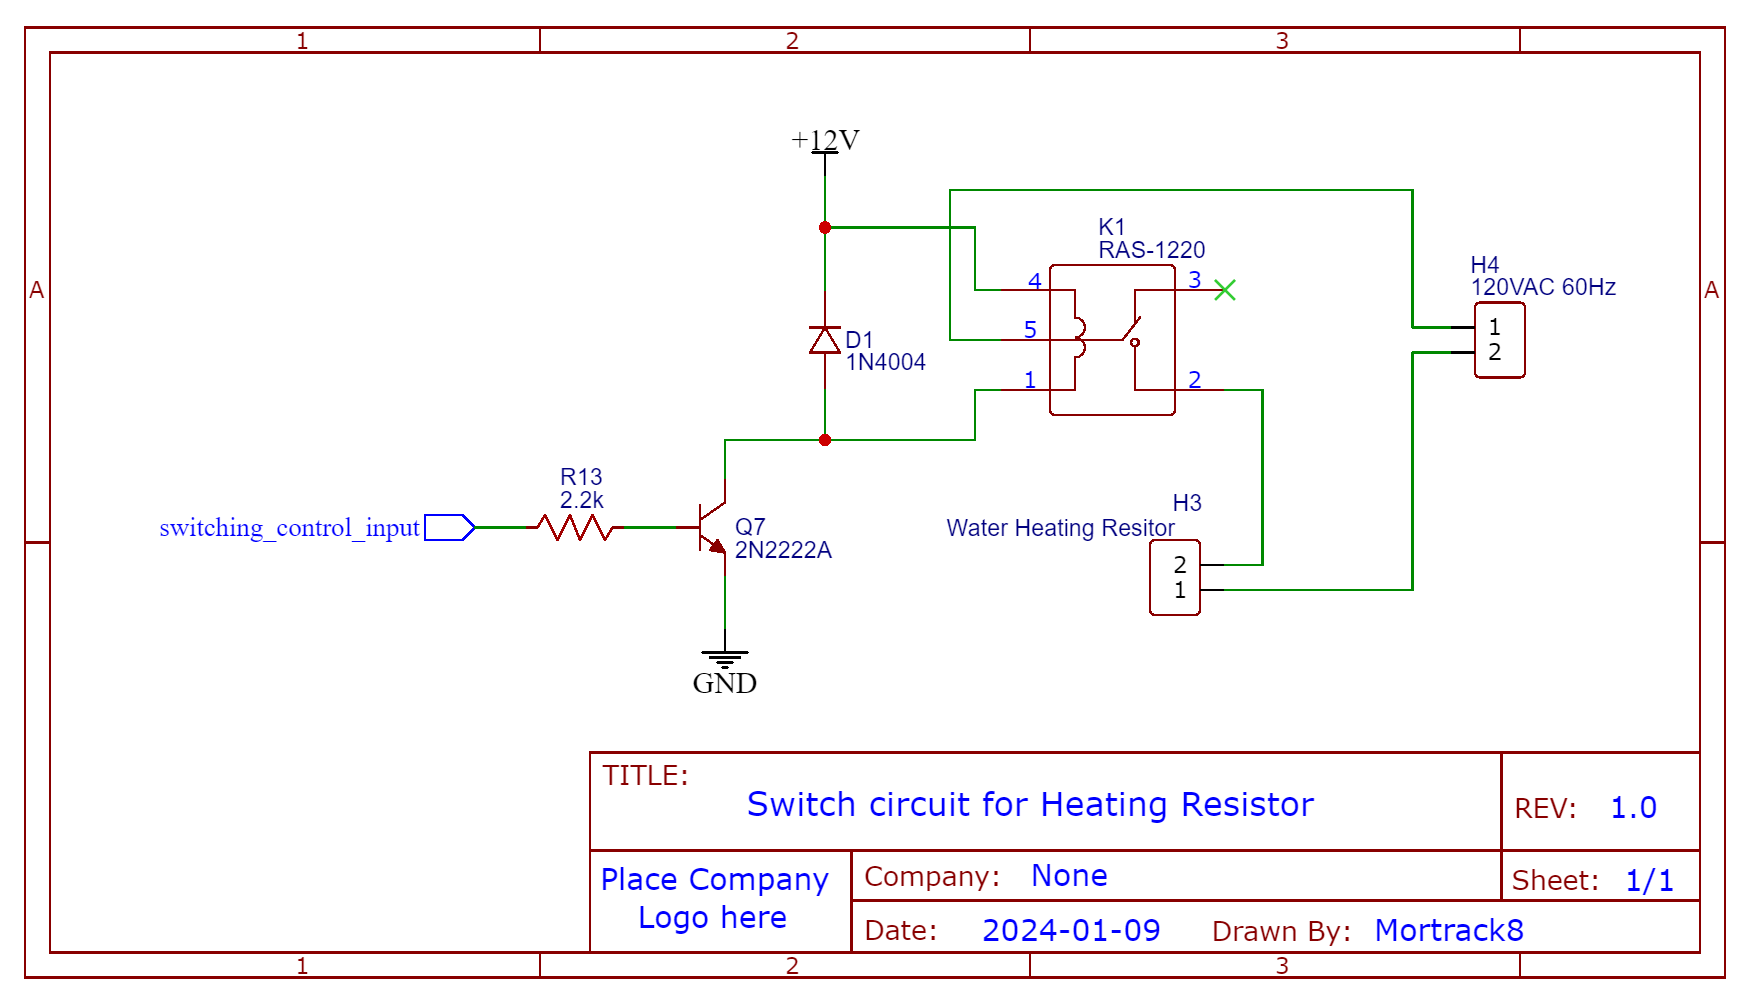 1 2 3
+12V
K1
RAS-1220
H4
120VAC 60Hz
A
A
4
3
5
1
2
1
2
D1
1N4004
R13
2.2k
switching_control_input
Q7
2N2222A
H3
Water Heating Resitor
2
1
GND
TITLE:
Switch circuit for Heating Resistor
REV: 1.0
Place Company
Logo here
Company: None
Sheet: 1/1
Date: 2024-01-09 Drawn By: Mortrack8
1 2 3